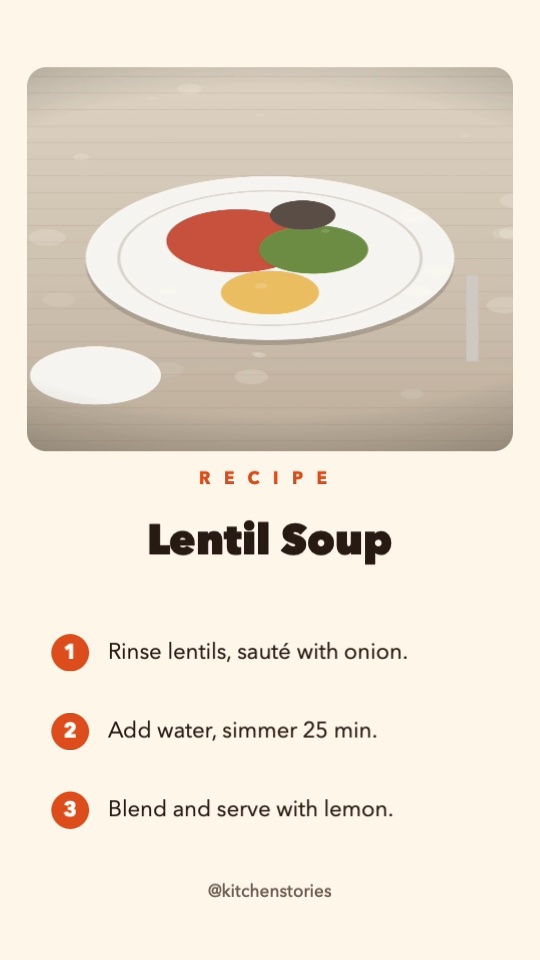 RECIPE
Lentil Soup
1 Rinse lentils, sauté with onion.
2 Add water, simmer 25 min.
3 Blend and serve with lemon.
@kitchenstories